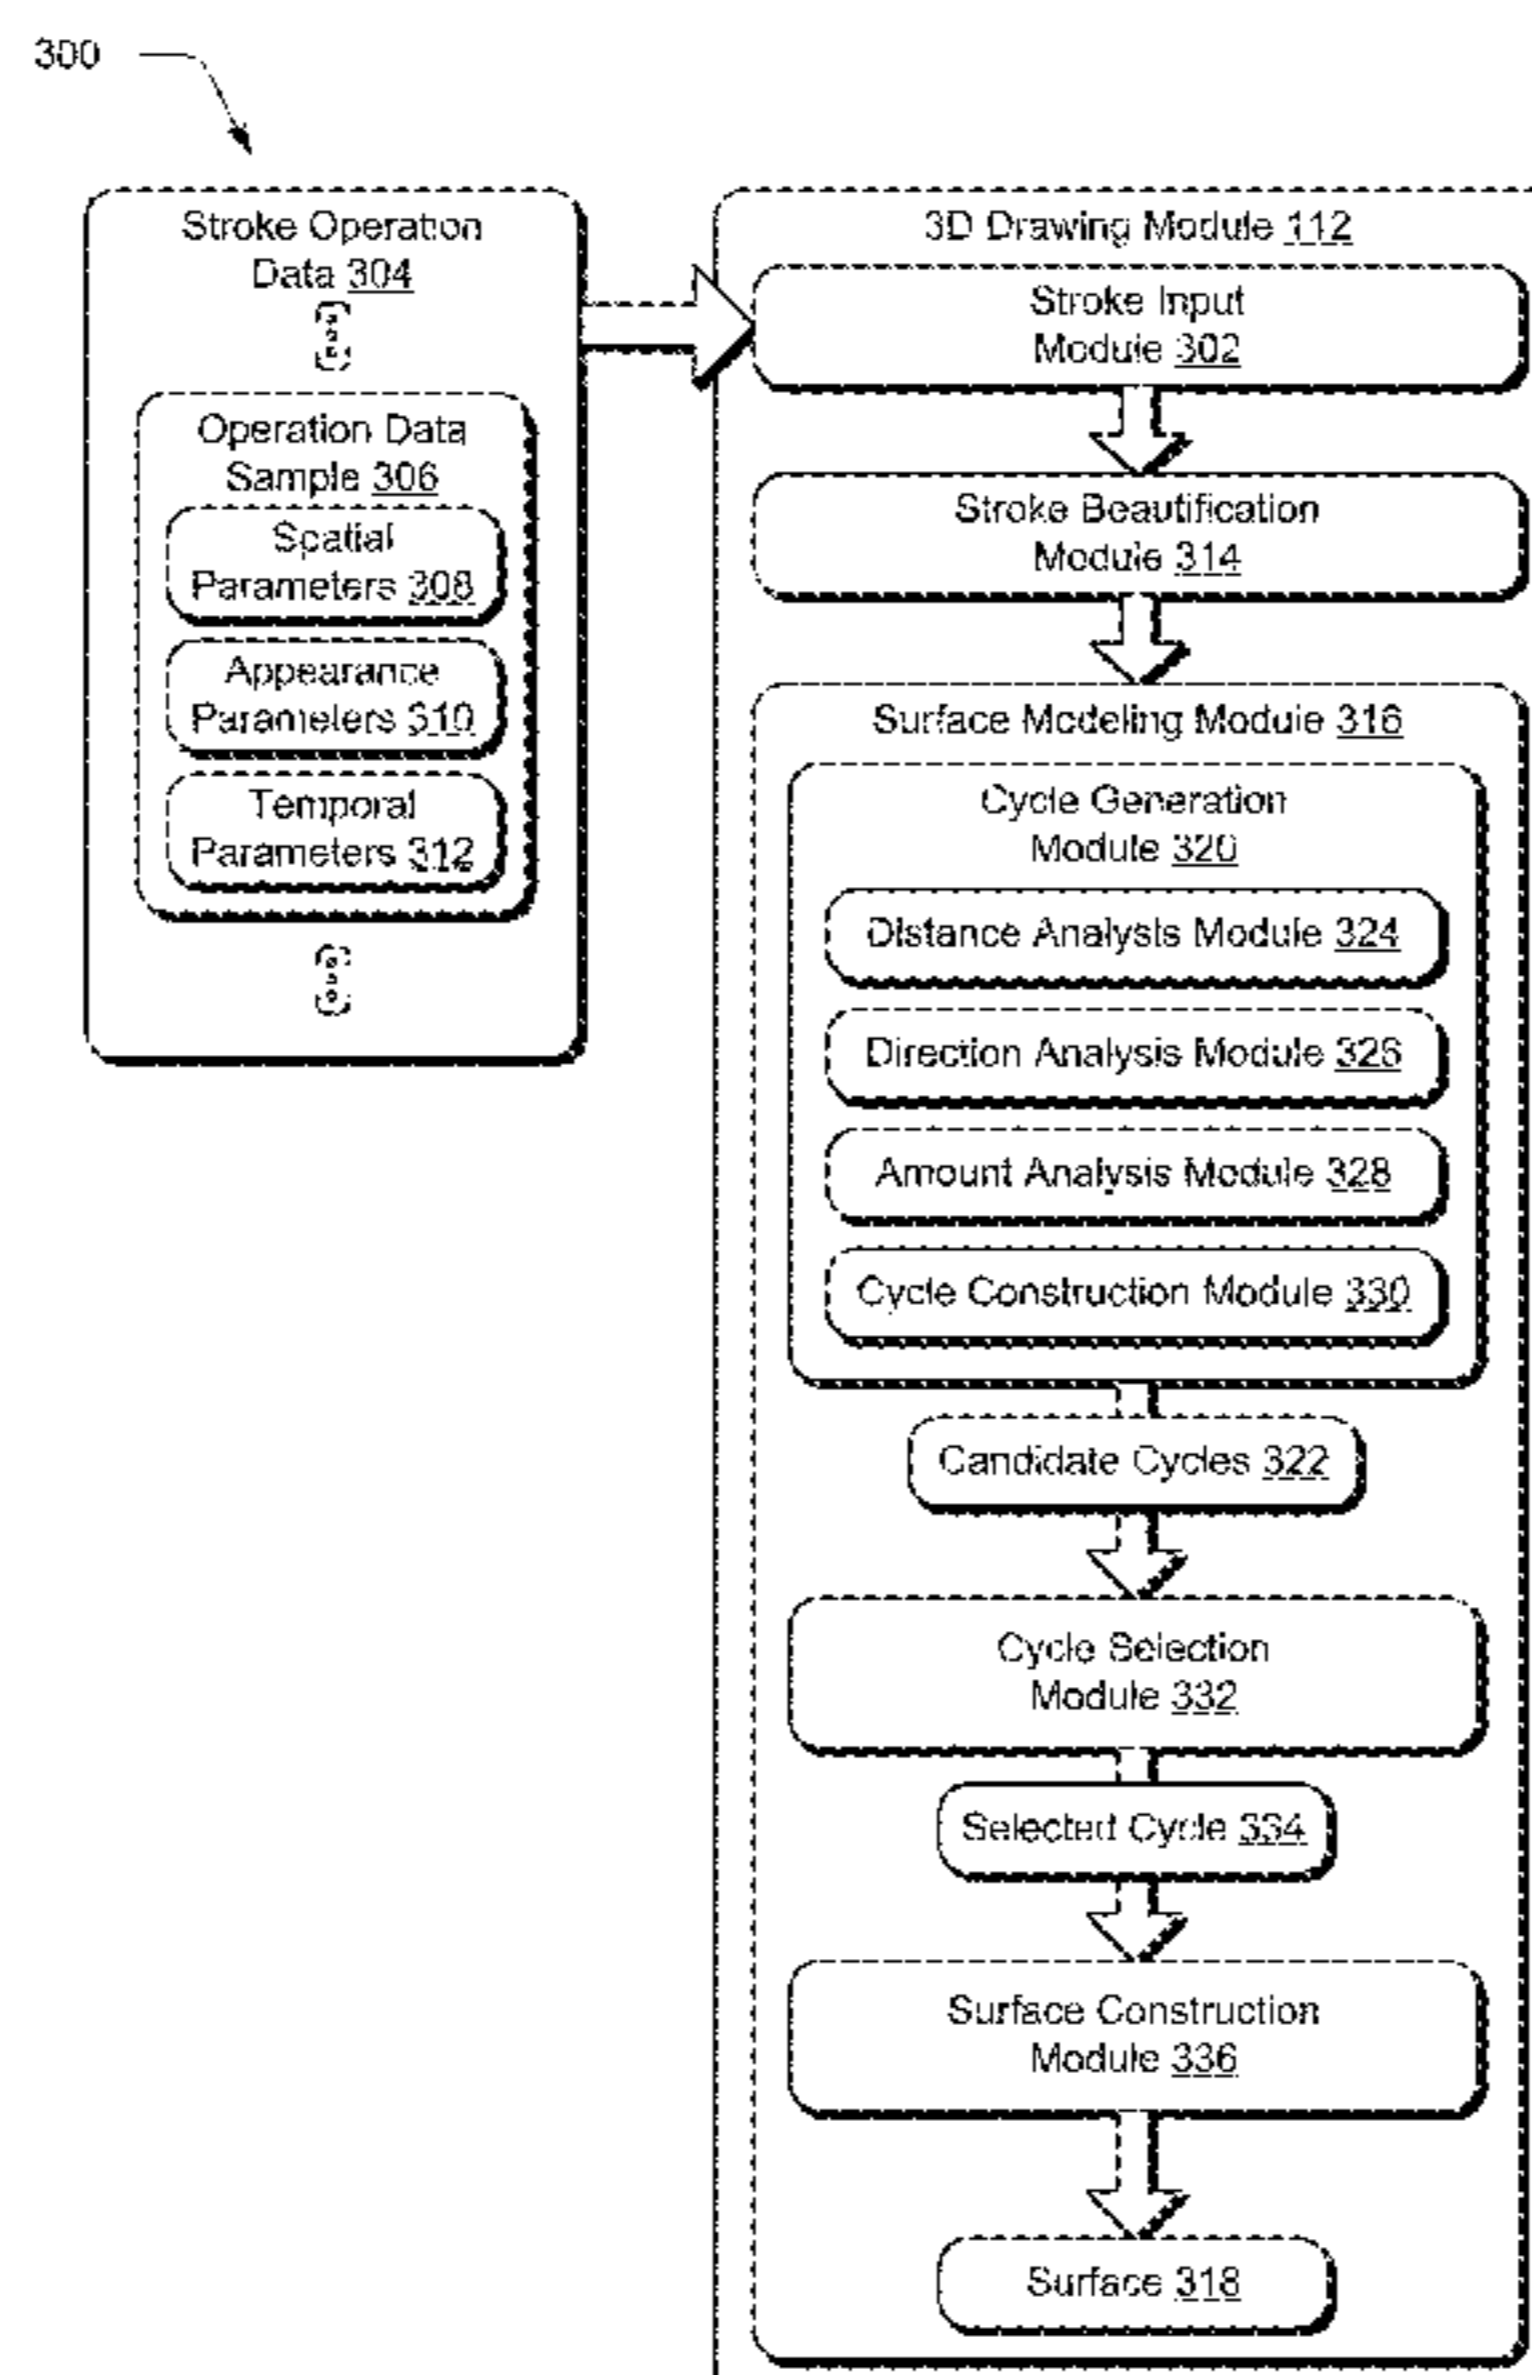 300
Stroke Operation
Data 304
Operation Data
Sample 306
Spatial
Parameters 308
Appearance
Parameters 310
Temporal
Parameters 312
3D Drawing Module 112
Stroke Input
Module 302
Stroke Beautification
Module 314
Surface Modeling Module 316
Cycle Generation
Module 320
Distance Analysis Module 324
Direction Analysis Module 326
Amount Analysis Module 328
Cycle Construction Module 330
Candidate Cycles 322
Cycle Selection
Module 332
Selected Cycle 334
Surface Construction
Module 336
Surface 318